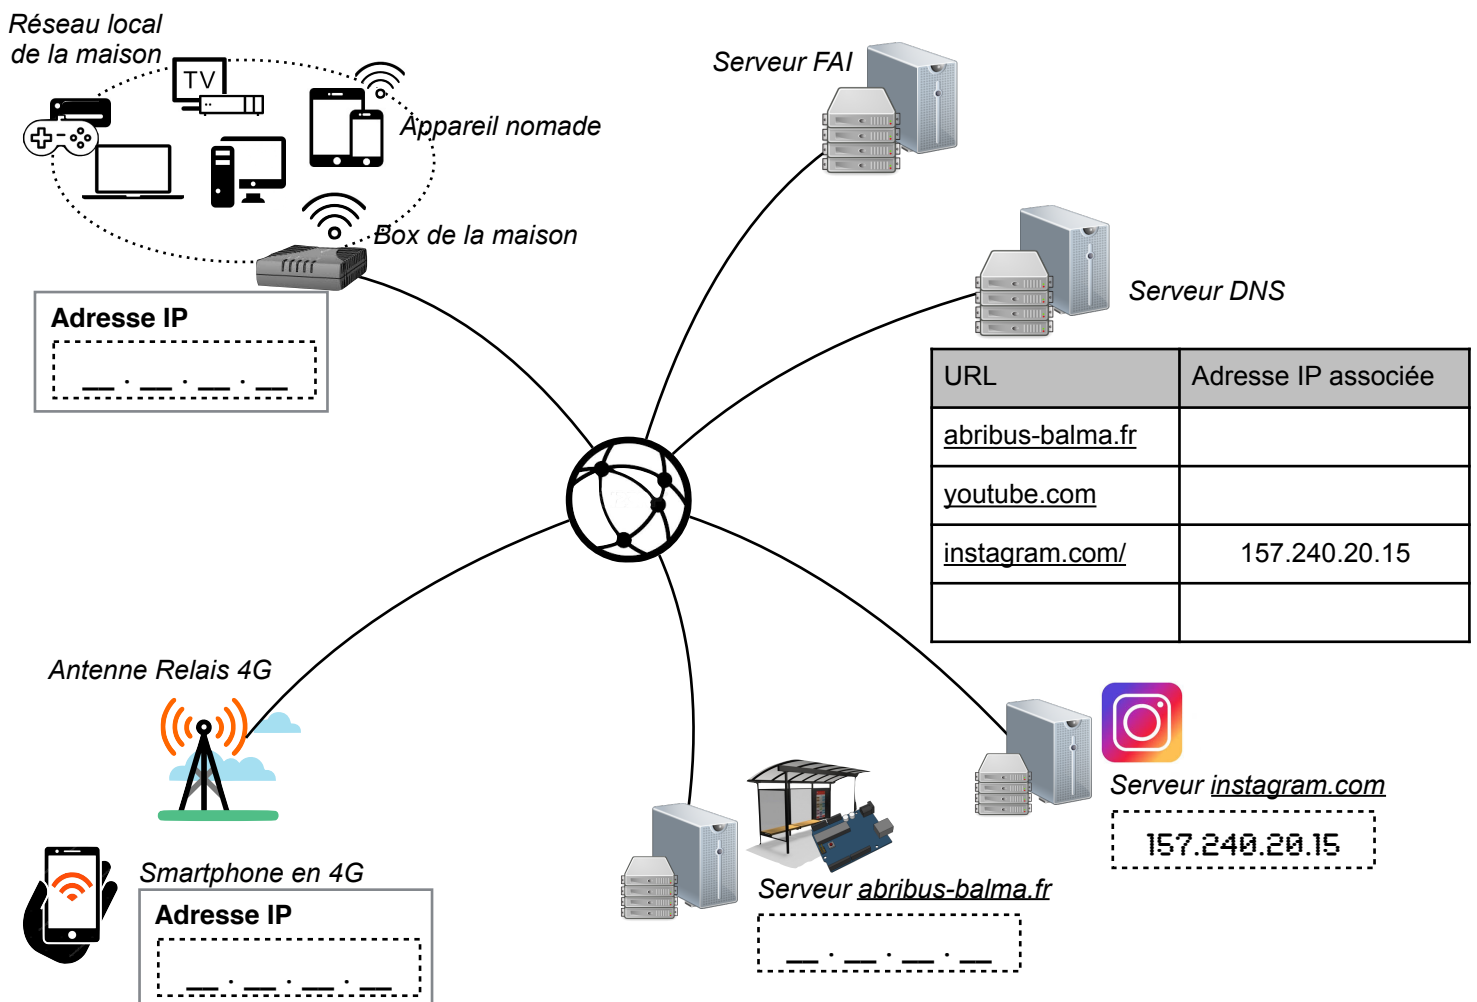 Réseau local
de la maison
TV
Appareil nomade
Box de la maison
Adresse IP
__ . __ . __ . __
Serveur FAI
Serveur DNS
URL Adresse IP associée
abribus-balma.fr
youtube.com
instagram.com/ 157.240.20.15
Antenne Relais 4G
Smartphone en 4G
Adresse IP
__ . __ . __ . __
Serveur abribus-balma.fr
__ . __ . __ . __
Serveur instagram.com
157.240.20.15